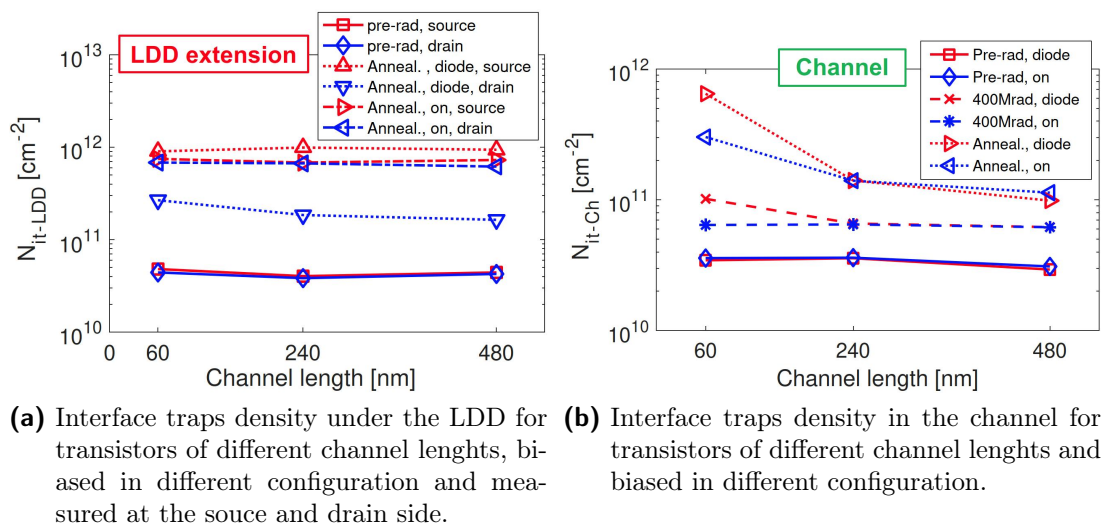 LDD extension
pre-rad, source
pre-rad, drain
Anneal. , diode, source
Anneal., diode, drain
Anneal., on, source
Anneal., on, drain
N_it-LDD [cm^-2]
10^13
10^12
10^11
10^10
0 60 240 480
Channel length [nm]
Channel
Pre-rad, diode
Pre-rad, on
400Mrad, diode
400Mrad, on
Anneal., diode
Anneal., on
N_it-Ch [cm^-2]
10^12
10^11
10^10
60 240 480
Channel length [nm]
(a) Interface traps density under the LDD for
transistors of different channel lenghts, bi-
ased in different configuration and mea-
sured at the souce and drain side.
(b) Interface traps density in the channel for
transistors of different channel lenghts and
biased in different configuration.